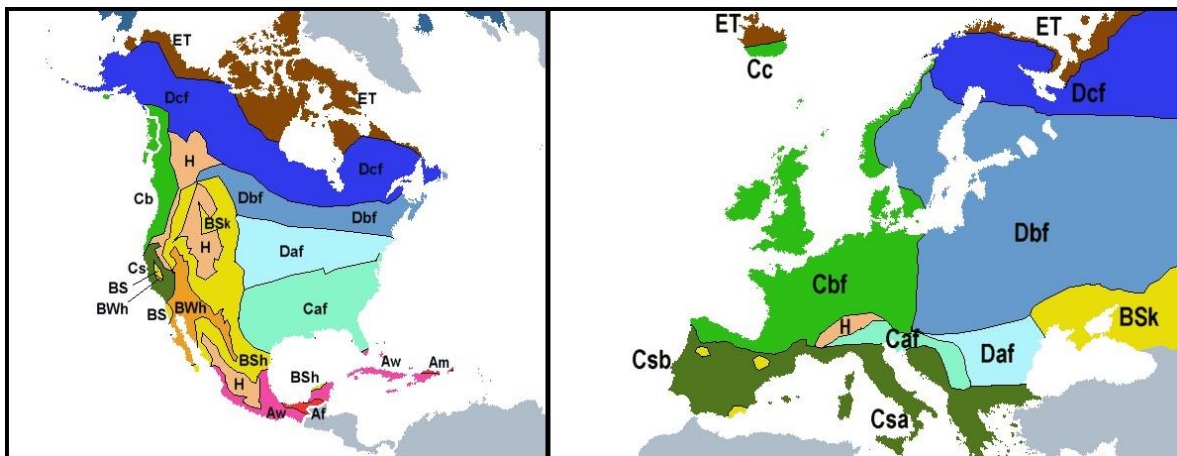 ET
Dcf
ET
H
Dcf
Cb
Dbf
BSk
Dbf
H
Daf
Cs
BS
BWh
BS
BWh
Caf
BSh
Aw
Am
BSh
H
Aw
Af
ET
ET
Cc
Dcf
Dbf
Cbf
BSk
H
Caf
Csb
Daf
Csa